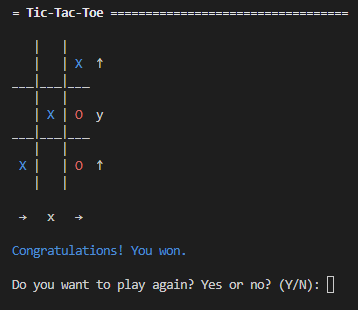 = Tic-Tac-Toe ==================================
   |   |
   |   | X ↑
___|___|___
   |   |
   | X | O y
___|___|___
   |   |
 X |   | O ↑
   |   |
→ x →
Congratulations! You won.
Do you want to play again? Yes or no? (Y/N):